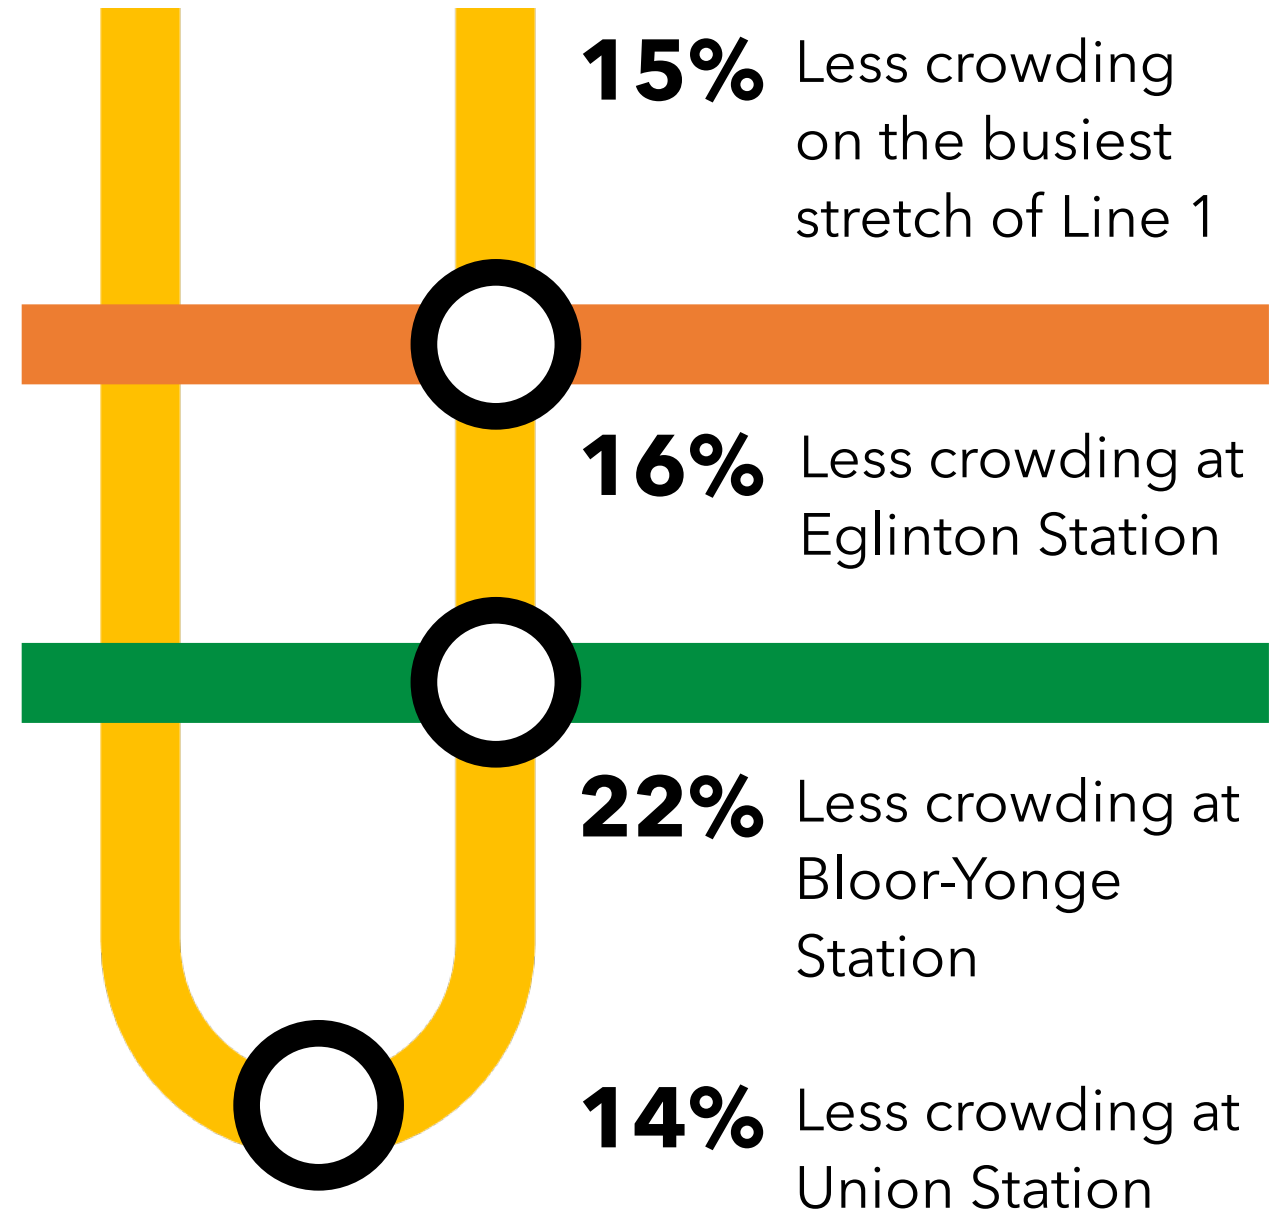 15% Less crowding
on the busiest
stretch of Line 1
16% Less crowding at
Eglinton Station
22% Less crowding at
Bloor-Yonge
Station
14% Less crowding at
Union Station